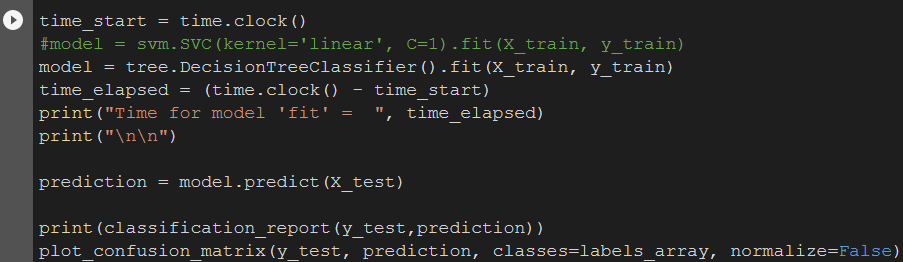 time_start = time.clock()
#model = svm.SVC(kernel='linear', C=1).fit(X_train, y_train)
model = tree.DecisionTreeClassifier().fit(X_train, y_train)
time_elapsed = (time.clock() - time_start)
print("Time for model 'fit' =  ", time_elapsed)
print("\n\n")
prediction = model.predict(X_test)
print(classification_report(y_test,prediction))
plot_confusion_matrix(y_test, prediction, classes=labels_array, normalize=False)